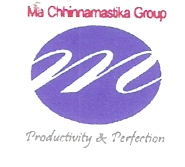 Ma Chhinnamastika Group
m
Productivity & Perfection